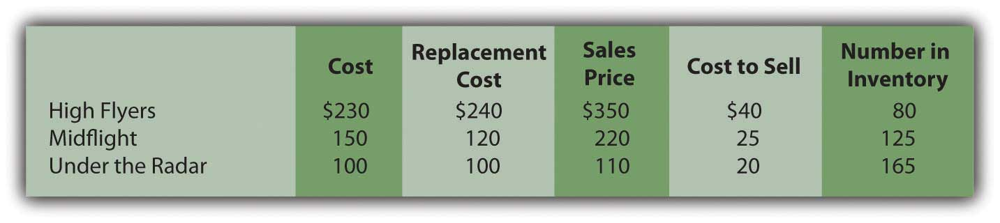 Cost Replacement Cost Sales Price Cost to Sell Number in Inventory
High Flyers $230 $240 $350 $40 80
Midflight 150 120 220 25 125
Under the Radar 100 100 110 20 165